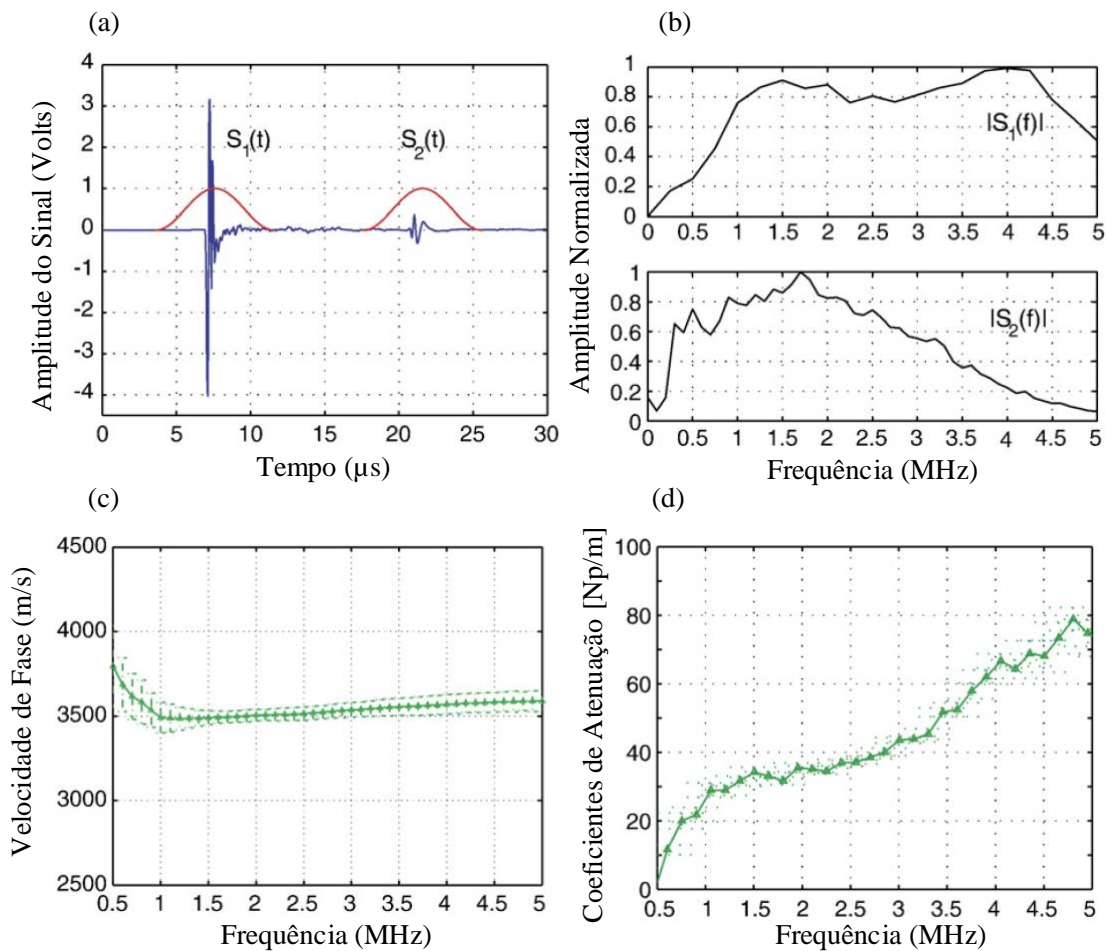 (a)
Amplitude do Sinal (Volts)
4
3
2
1
0
-1
-2
-3
-4
S1(t)
S2(t)
0 5 10 15 20 25 30
Tempo (µs)
(b)
Amplitude Normalizada
1
0.8
0.6
0.4
0.2
0
|S1(f)|
0 0.5 1 1.5 2 2.5 3 3.5 4 4.5 5
1
0.8
0.6
0.4
0.2
0
|S2(f)|
0 0.5 1 1.5 2 2.5 3 3.5 4 4.5 5
Frequência (MHz)
(c)
Velocidade de Fase (m/s)
4500
4000
3500
3000
2500
0.5 1 1.5 2 2.5 3 3.5 4 4.5 5
Frequência (MHz)
(d)
Coeficientes de Atenuação [Np/m]
100
80
60
40
20
0
0.5 1 1.5 2 2.5 3 3.5 4 4.5 5
Frequência (MHz)